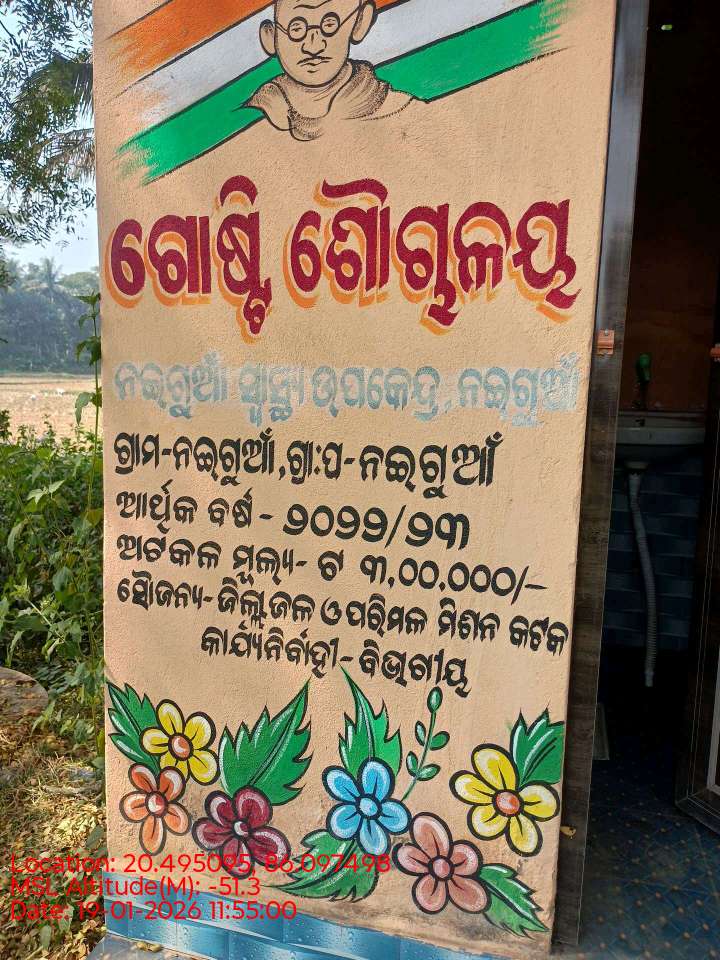 ଗୋଷ୍ଠି ଶୌଚାଳୟ
ନଇଗୁଆଁ ସ୍ୱାସ୍ଥ୍ୟ ଉପକେନ୍ଦ୍ର, ନଇଗୁଆଁ
ଗ୍ରାମ-ନଇଗୁଆଁ, ଗ୍ରା:ପ-ନଇଗୁଆଁ
ଆର୍ଥିକ ବର୍ଷ - ୨୦୨୨/୨୩
ଅଟକଳ ମୂଲ୍ୟ- ଟ ୩,୦୦,୦୦୦/-
ସୌଜନ୍ୟ-ଜିଲ୍ଲା ଜଳ ଓ ପରିମଳ ମିଶନ କଟକ
କାର୍ଯ୍ୟନିର୍ବାହୀ-ବିଭାଗୀୟ
Location: 20.495095, 86.097498
MSL Altitude(M): -51.3
Date: 19-01-2026 11:55:00